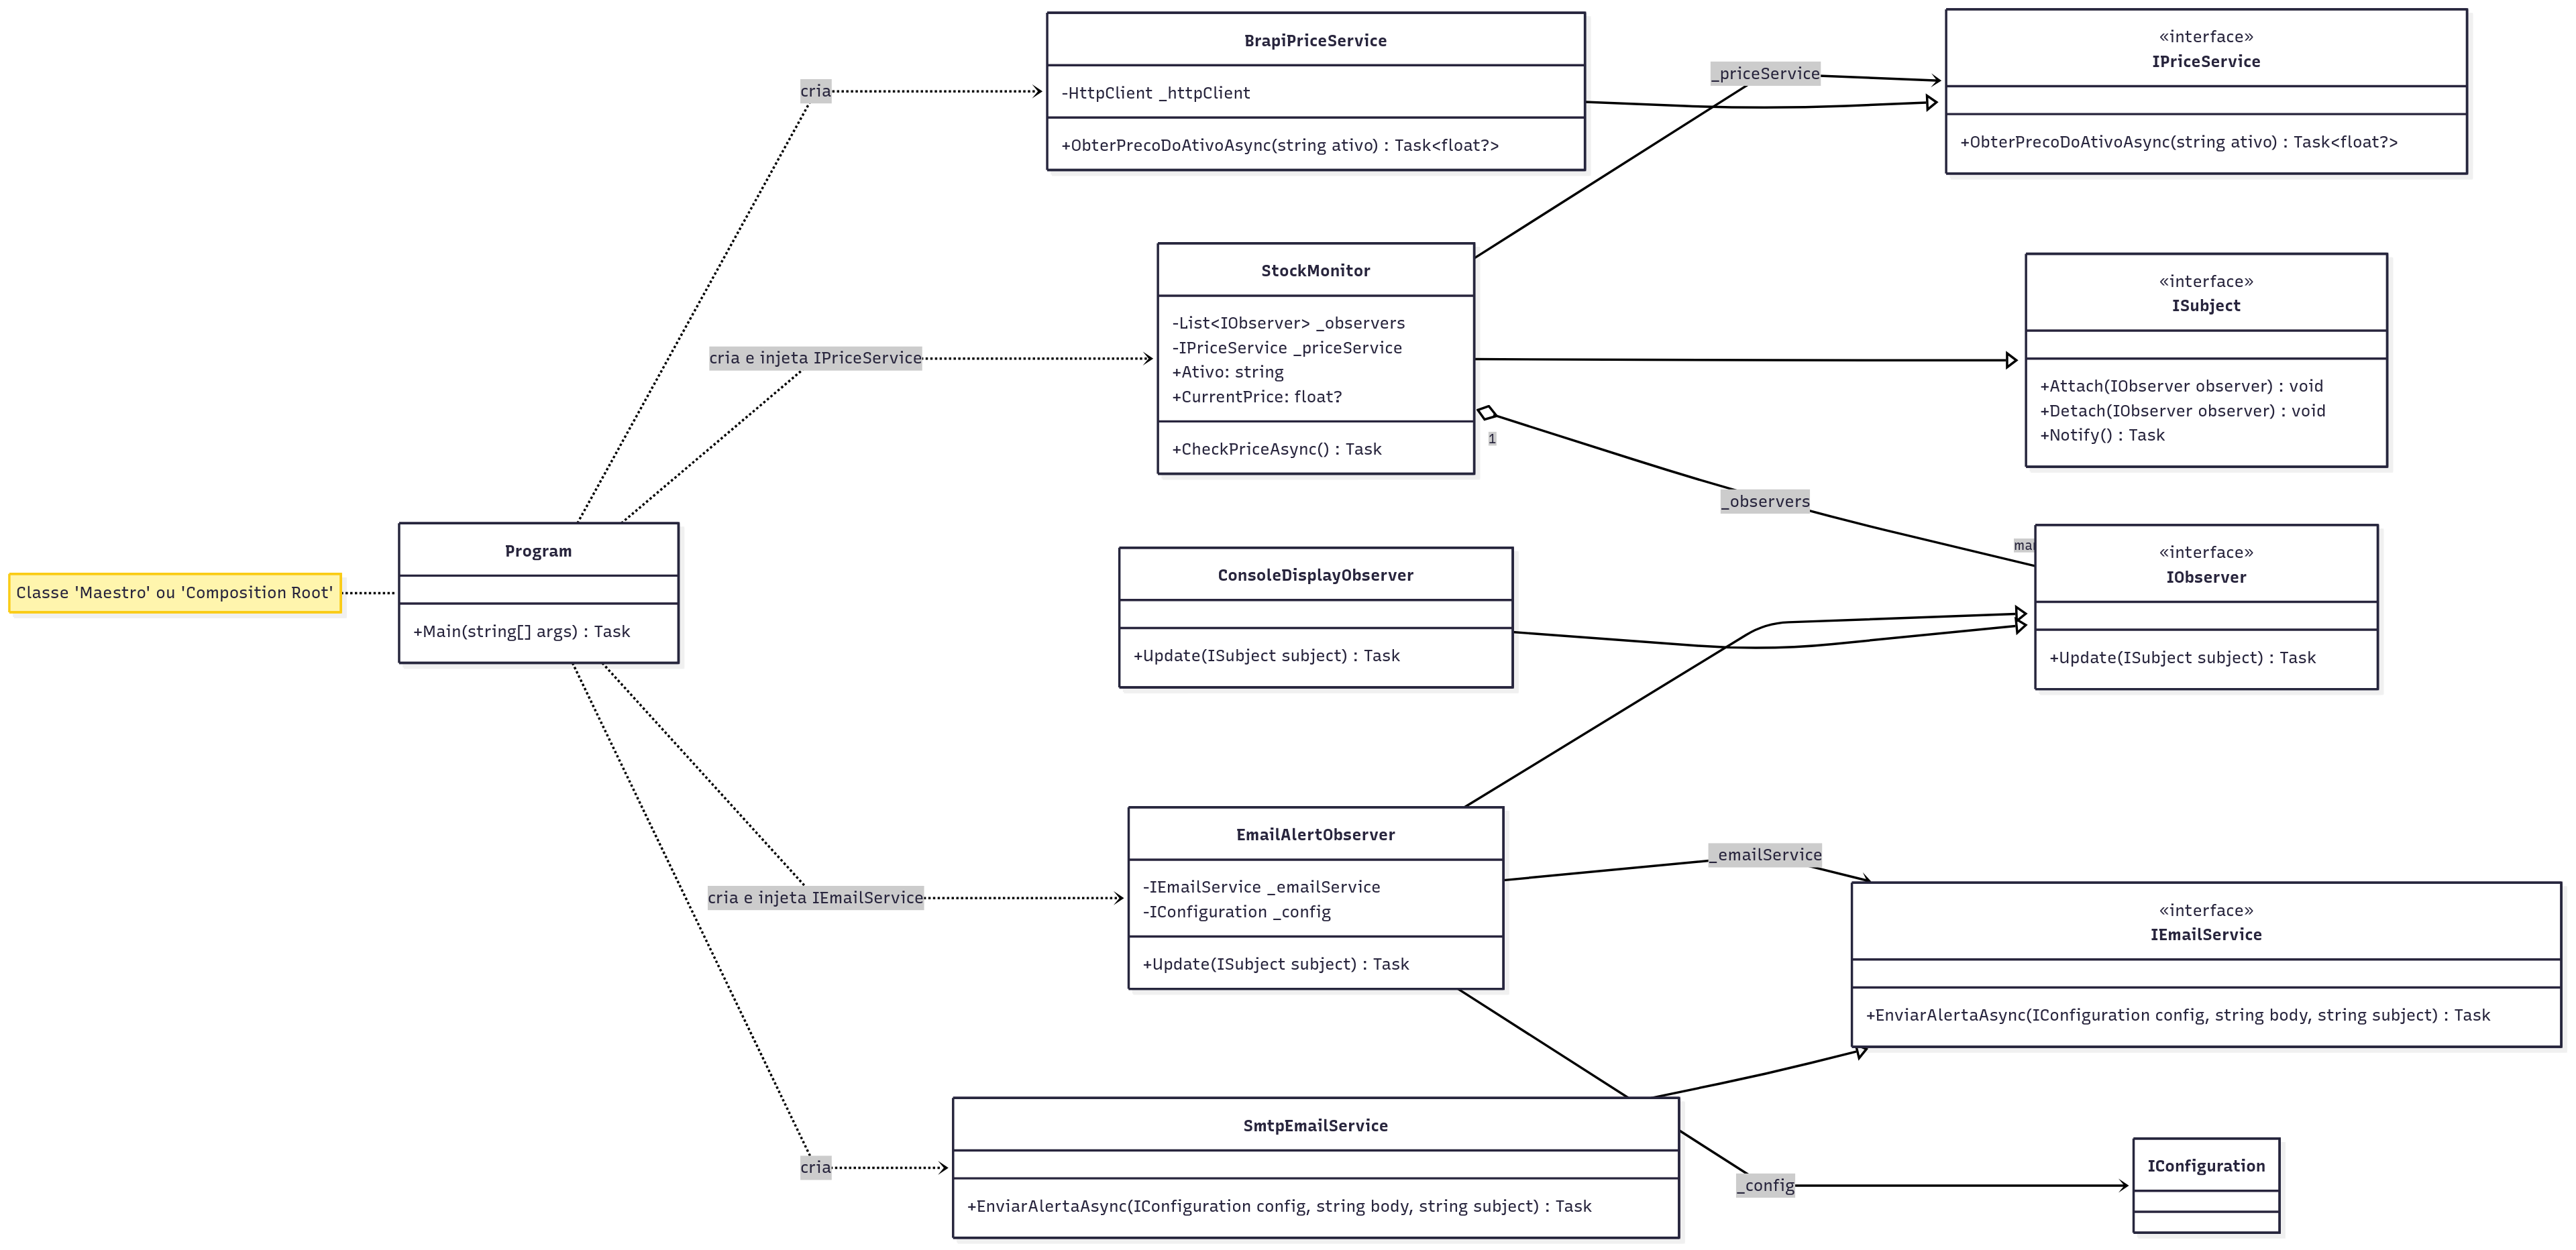 BrapiPriceService
-HttpClient _httpClient
+ObterPrecoDoAtivoAsync(string ativo) : Task<float?>
«interface»
IPriceService
+ObterPrecoDoAtivoAsync(string ativo) : Task<float?>
_priceService
cria
StockMonitor
-List<IObserver> _observers
-IPriceService _priceService
+Ativo: string
+CurrentPrice: float?
+CheckPriceAsync() : Task
«interface»
ISubject
+Attach(IObserver observer) : void
+Detach(IObserver observer) : void
+Notify() : Task
cria e injeta IPriceService
1
_observers
Program
+Main(string[] args) : Task
Classe 'Maestro' ou 'Composition Root'
ConsoleDisplayObserver
+Update(ISubject subject) : Task
«interface»
IObserver
+Update(ISubject subject) : Task
EmailAlertObserver
-IEmailService _emailService
-IConfiguration _config
+Update(ISubject subject) : Task
_emailService
cria e injeta IEmailService
«interface»
IEmailService
+EnviarAlertaAsync(IConfiguration config, string body, string subject) : Task
SmtpEmailService
+EnviarAlertaAsync(IConfiguration config, string body, string subject) : Task
cria
_config
IConfiguration